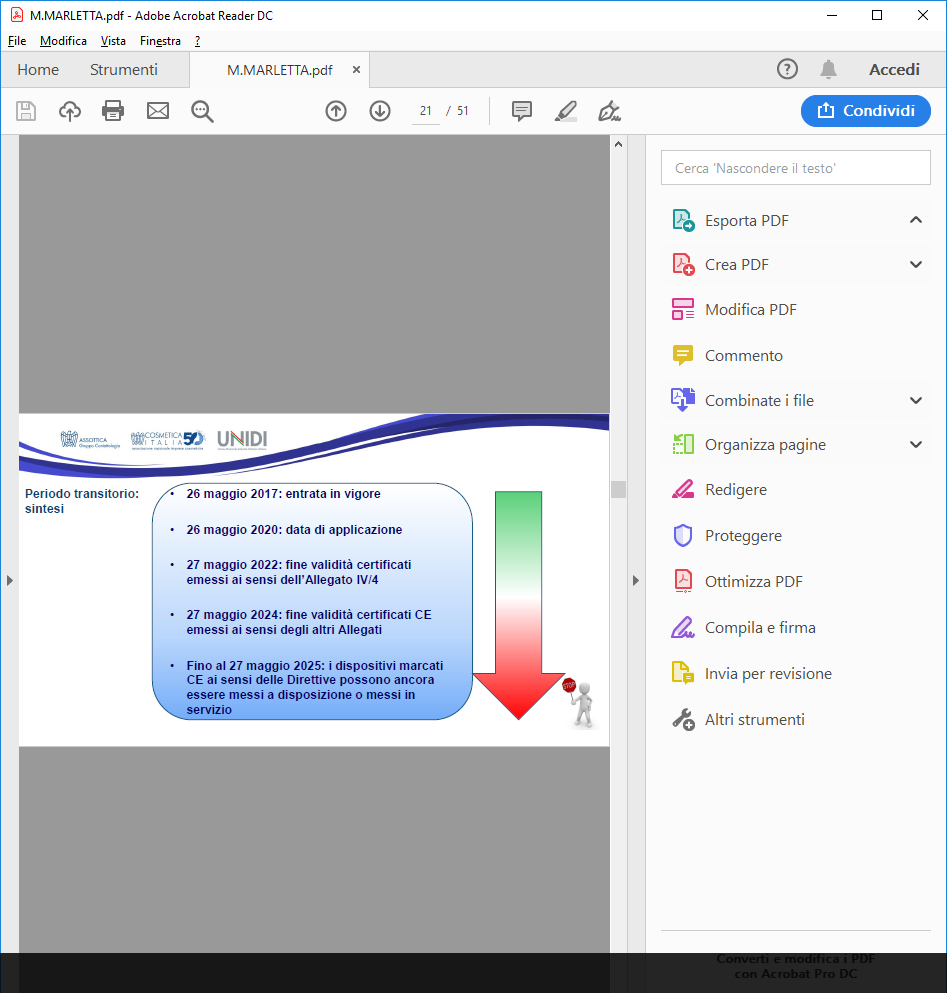 M.MARLETTA.pdf - Adobe Acrobat Reader DC
File Modifica Vista Finestra ?
Home Strumenti M.MARLETTA.pdf × ? Accedi
21 / 51 Condividi
Cerca 'Nascondere il testo'
Esporta PDF
Crea PDF
Modifica PDF
Commento
Combinate i file
Organizza pagine
Redigere
Proteggere
Ottimizza PDF
Compila e firma
Invia per revisione
Altri strumenti
Converti e modifica i PDF
con Acrobat Pro DC
ASSOTTICA
COSMETICA
ITALIA 50
UNIDI
Periodo transitorio:
sintesi
• 26 maggio 2017: entrata in vigore
• 26 maggio 2020: data di applicazione
• 27 maggio 2022: fine validità certificati
emessi ai sensi dell'Allegato IV/4
• 27 maggio 2024: fine validità certificati CE
emessi ai sensi degli altri Allegati
• Fino al 27 maggio 2025: i dispositivi marcati
CE ai sensi delle Direttive possono ancora
essere messi a disposizione o messi in
servizio
STOP